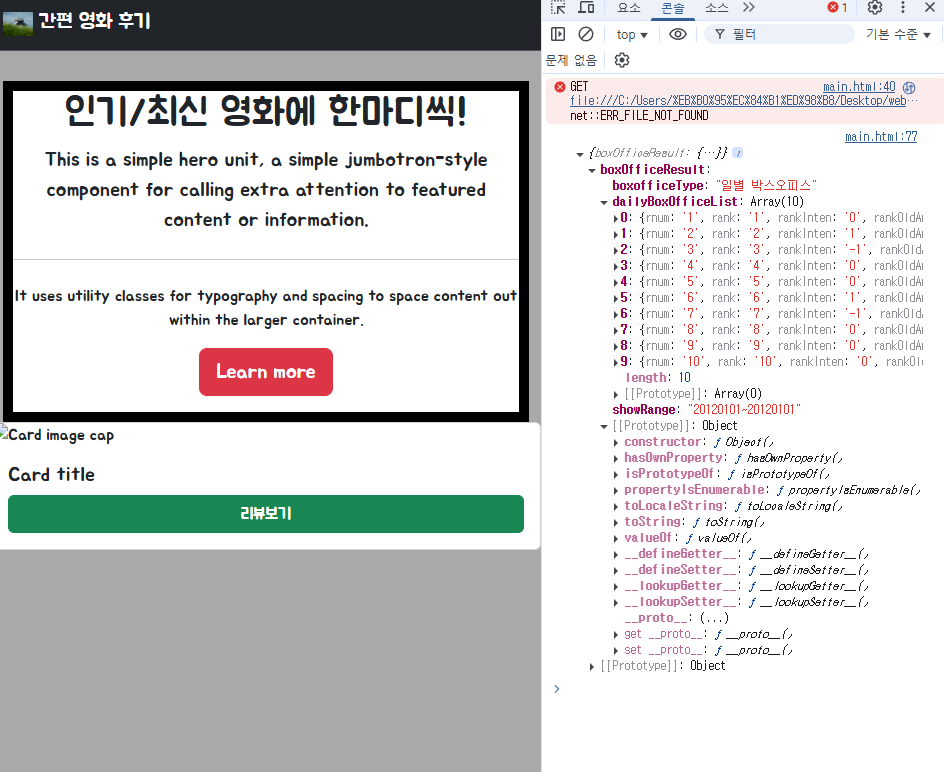 간편 영화 후기
인기/최신 영화에 한마디씩!
This is a simple hero unit, a simple jumbotron-style
component for calling extra attention to featured
content or information.
It uses utility classes for typography and spacing to space content out
within the larger container.
Learn more
Card image cap
Card title
리뷰보기
요소 콘솔 소스 1
top 필터 기본 수준
문제 없음
GET main.html:40
file:///C:/Users/%EB%B0%95%EC%84%B1%ED%98%B8/Desktop/web…
net::ERR_FILE_NOT_FOUND
main.html:77
{boxOfficeResult: {…}} i
boxOfficeResult:
boxofficeType: "일별 박스오피스"
dailyBoxOfficeList: Array(10)
0: {rnum: '1', rank: '1', rankInten: '0', rankOldAn
1: {rnum: '2', rank: '2', rankInten: '1', rankOldAn
2: {rnum: '3', rank: '3', rankInten: '-1', rankOldA
3: {rnum: '4', rank: '4', rankInten: '0', rankOldAn
4: {rnum: '5', rank: '5', rankInten: '0', rankOldAn
5: {rnum: '6', rank: '6', rankInten: '1', rankOldAn
6: {rnum: '7', rank: '7', rankInten: '-1', rankOldA
7: {rnum: '8', rank: '8', rankInten: '0', rankOldAn
8: {rnum: '9', rank: '9', rankInten: '0', rankOldAn
9: {rnum: '10', rank: '10', rankInten: '0', rankOld
length: 10
[[Prototype]]: Array(0)
showRange: "20120101~20120101"
[[Prototype]]: Object
constructor: ƒ Object()
hasOwnProperty: ƒ hasOwnProperty()
isPrototypeOf: ƒ isPrototypeOf()
propertyIsEnumerable: ƒ propertyIsEnumerable()
toLocaleString: ƒ toLocaleString()
toString: ƒ toString()
valueOf: ƒ valueOf()
__defineGetter__: ƒ __defineGetter__()
__defineSetter__: ƒ __defineSetter__()
__lookupGetter__: ƒ __lookupGetter__()
__lookupSetter__: ƒ __lookupSetter__()
__proto__: (...)
get __proto__: ƒ __proto__()
set __proto__: ƒ __proto__()
[[Prototype]]: Object